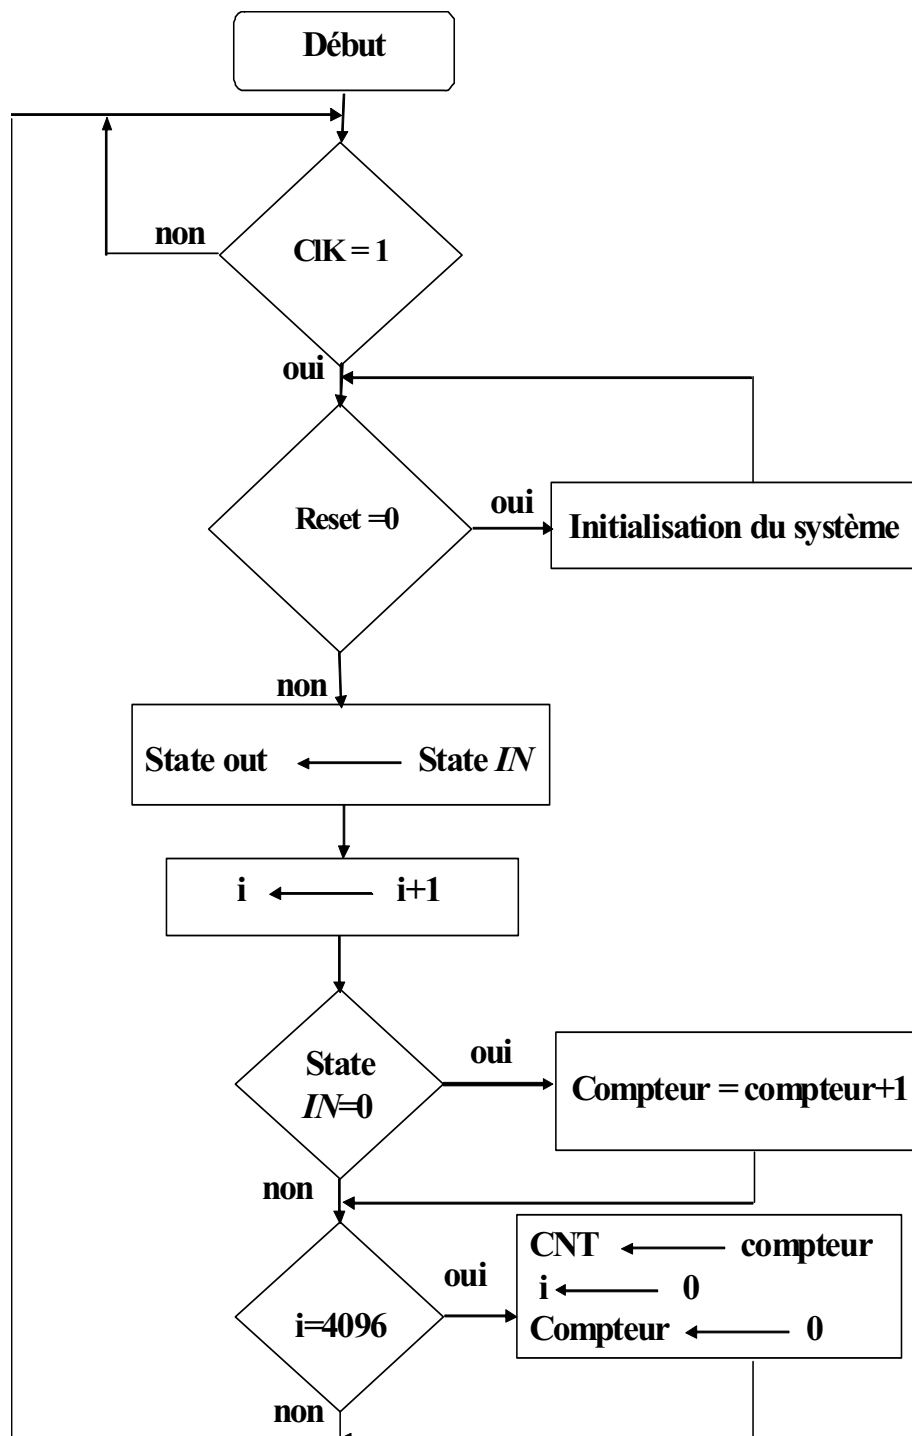 Début
non
ClK = 1
oui
Reset =0
oui
Initialisation du système
non
State out State IN
i i+1
State
IN=0
oui
Compteur = compteur+1
non
CNT compteur
i 0
Compteur 0
oui
i=4096
non